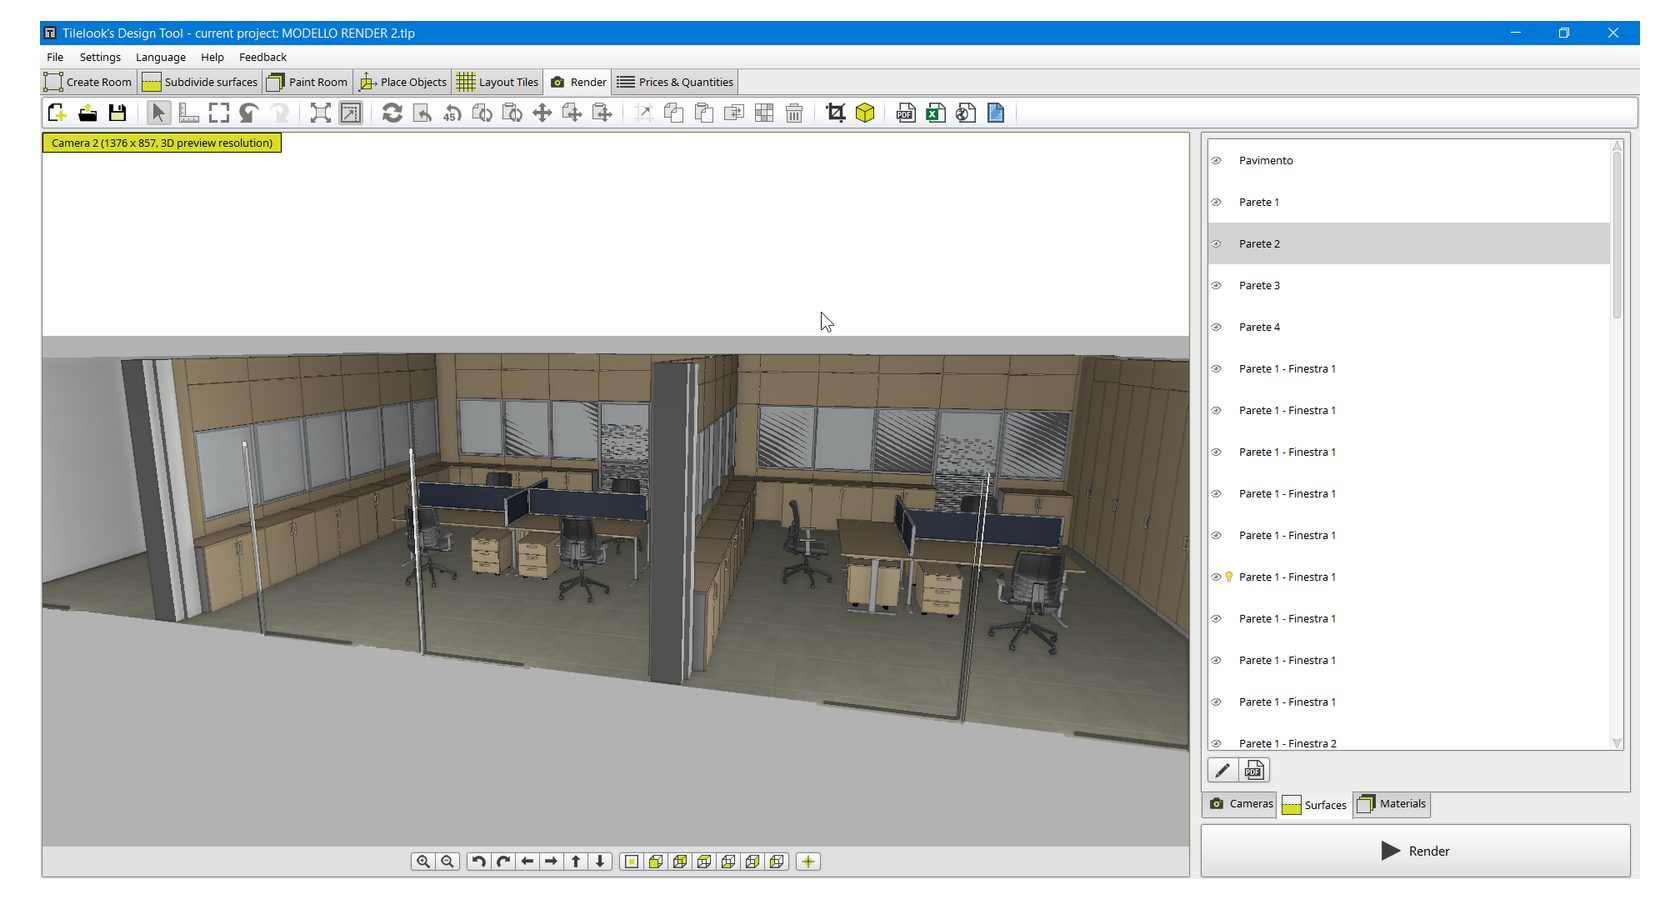 Tilelook's Design Tool - current project: MODELLO RENDER 2.tlp
File Settings Language Help Feedback
Create Room Subdivide surfaces Paint Room Place Objects Layout Tiles Render Prices & Quantities
45 PDF
Camera 2 (1376 x 857, 3D preview resolution)
Pavimento
Parete 1
Parete 2
Parete 3
Parete 4
Parete 1 - Finestra 1
Parete 1 - Finestra 1
Parete 1 - Finestra 1
Parete 1 - Finestra 1
Parete 1 - Finestra 1
Parete 1 - Finestra 1
Parete 1 - Finestra 1
Parete 1 - Finestra 1
Parete 1 - Finestra 1
Parete 1 - Finestra 2
PDF
Cameras Surfaces Materials
Render